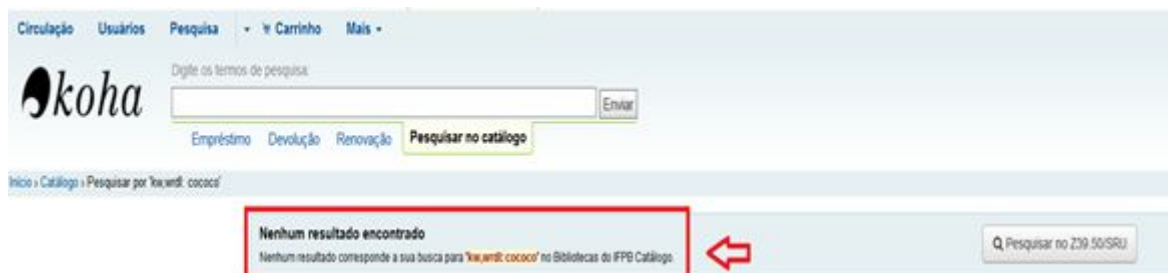 Circulação Usuários Pesquisa Carrinho Mais
koha
Digite os termos de pesquisa:
Enviar
Empréstimo Devolução Renovação Pesquisar no catálogo
Início › Catálogo › Pesquisar por 'kw,wrdl: cococo'
Nenhum resultado encontrado
Nenhum resultado corresponde a sua busca para 'kw,wrdl: cococo' no Bibliotecas do IFPB Catálogo.
Pesquisar no Z39.50/SRU